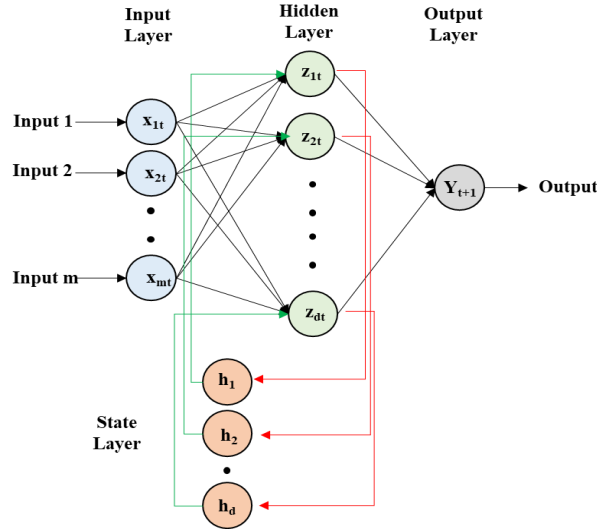 Input
Layer
Hidden
Layer
Output
Layer
z1t
Input 1
x1t
z2t
Input 2
x2t
Yt+1
Output
Input m
xmt
zdt
h1
State
Layer
h2
hd